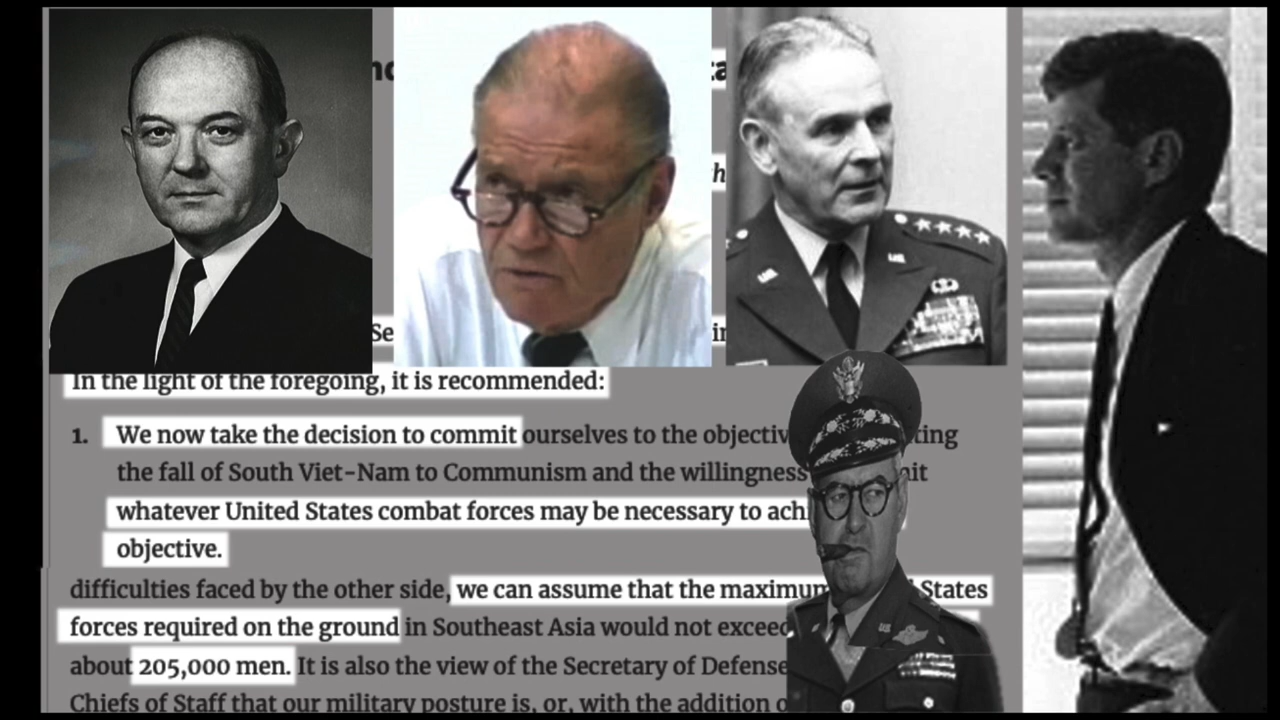 In the light of the foregoing, it is recommended:
1. We now take the decision to commit ourselves to the
the fall of South Viet-Nam to Communism and the willingness
whatever United States combat forces may be necessary to
objective.
difficulties faced by the other side, we can assume that the States
forces required on the ground in Southeast Asia would not
about 205,000 men. It is also the view of the Secretary of Defense
Chiefs of Staff that our military posture is, or, with the addition